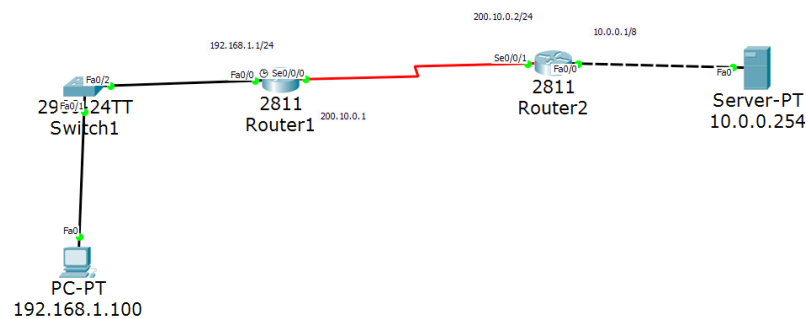 200.10.0.2/24
10.0.0.1/8
192.168.1.1/24
Se0/0/1
Fa0/0
Fa0
Fa0/2
Fa0/0
Se0/0/0
Server-PT
10.0.0.254
2811
Router2
24TT
Fa0/1
Switch1
2811
Router1
200.10.0.1
Fa0
PC-PT
192.168.1.100